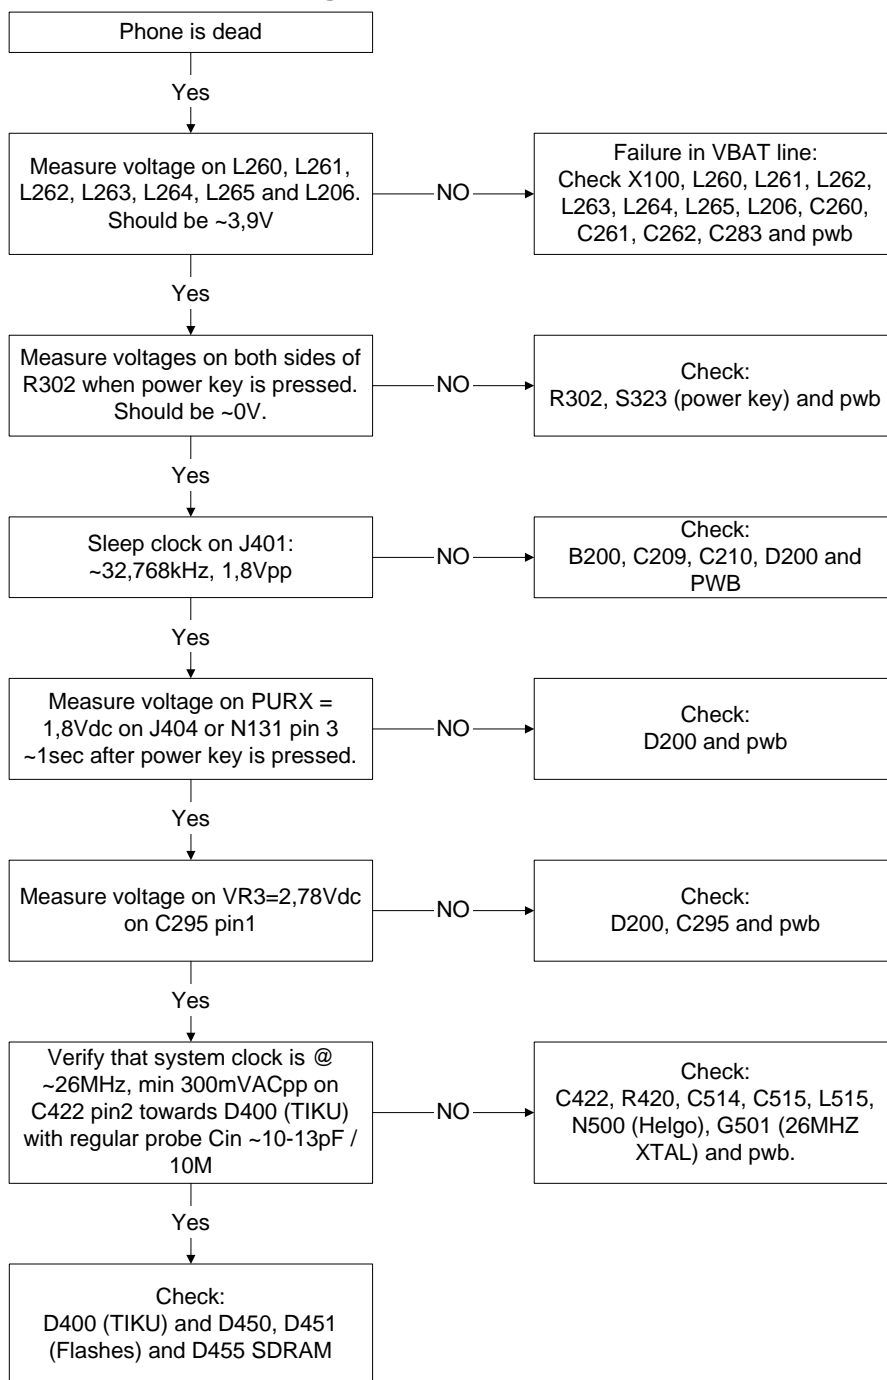 Phone is dead
Yes
Measure voltage on L260, L261,
L262, L263, L264, L265 and L206.
Should be ~3,9V
NO
Failure in VBAT line:
Check X100, L260, L261, L262,
L263, L264, L265, L206, C260,
C261, C262, C283 and pwb
Yes
Measure voltages on both sides of
R302 when power key is pressed.
Should be ~0V.
NO
Check:
R302, S323 (power key) and pwb
Yes
Sleep clock on J401:
~32,768kHz, 1,8Vpp
NO
Check:
B200, C209, C210, D200 and
PWB
Yes
Measure voltage on PURX =
1,8Vdc on J404 or N131 pin 3
~1sec after power key is pressed.
NO
Check:
D200 and pwb
Yes
Measure voltage on VR3=2,78Vdc
on C295 pin1
NO
Check:
D200, C295 and pwb
Yes
Verify that system clock is @
~26MHz, min 300mVACpp on
C422 pin2 towards D400 (TIKU)
with regular probe Cin ~10-13pF /
10M
NO
Check:
C422, R420, C514, C515, L515,
N500 (Helgo), G501 (26MHZ
XTAL) and pwb.
Yes
Check:
D400 (TIKU) and D450, D451
(Flashes) and D455 SDRAM